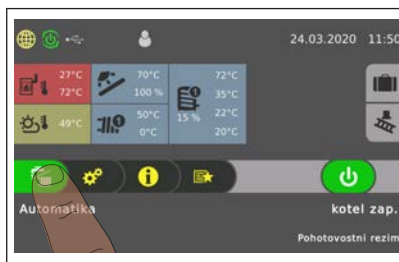 24.03.2020 11:50
27°C
72°C
70°C
100 %
72°C
35°C
49°C
50°C
0°C
15 %
22°C
20°C
Automatika
kotel zap.
Pohotovostni rezim